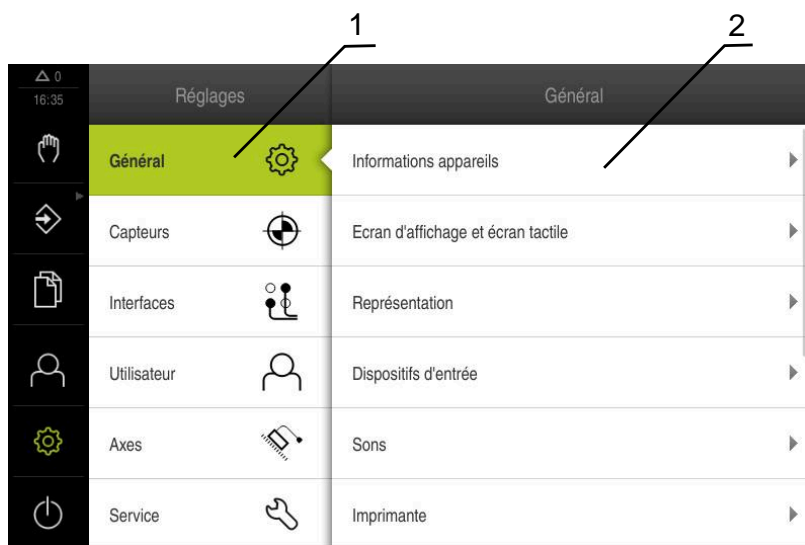 1
2
0
16:35
Réglages
Général
Général
Capteurs
Interfaces
Utilisateur
Axes
Service
Informations appareils
Ecran d'affichage et écran tactile
Représentation
Dispositifs d'entrée
Sons
Imprimante